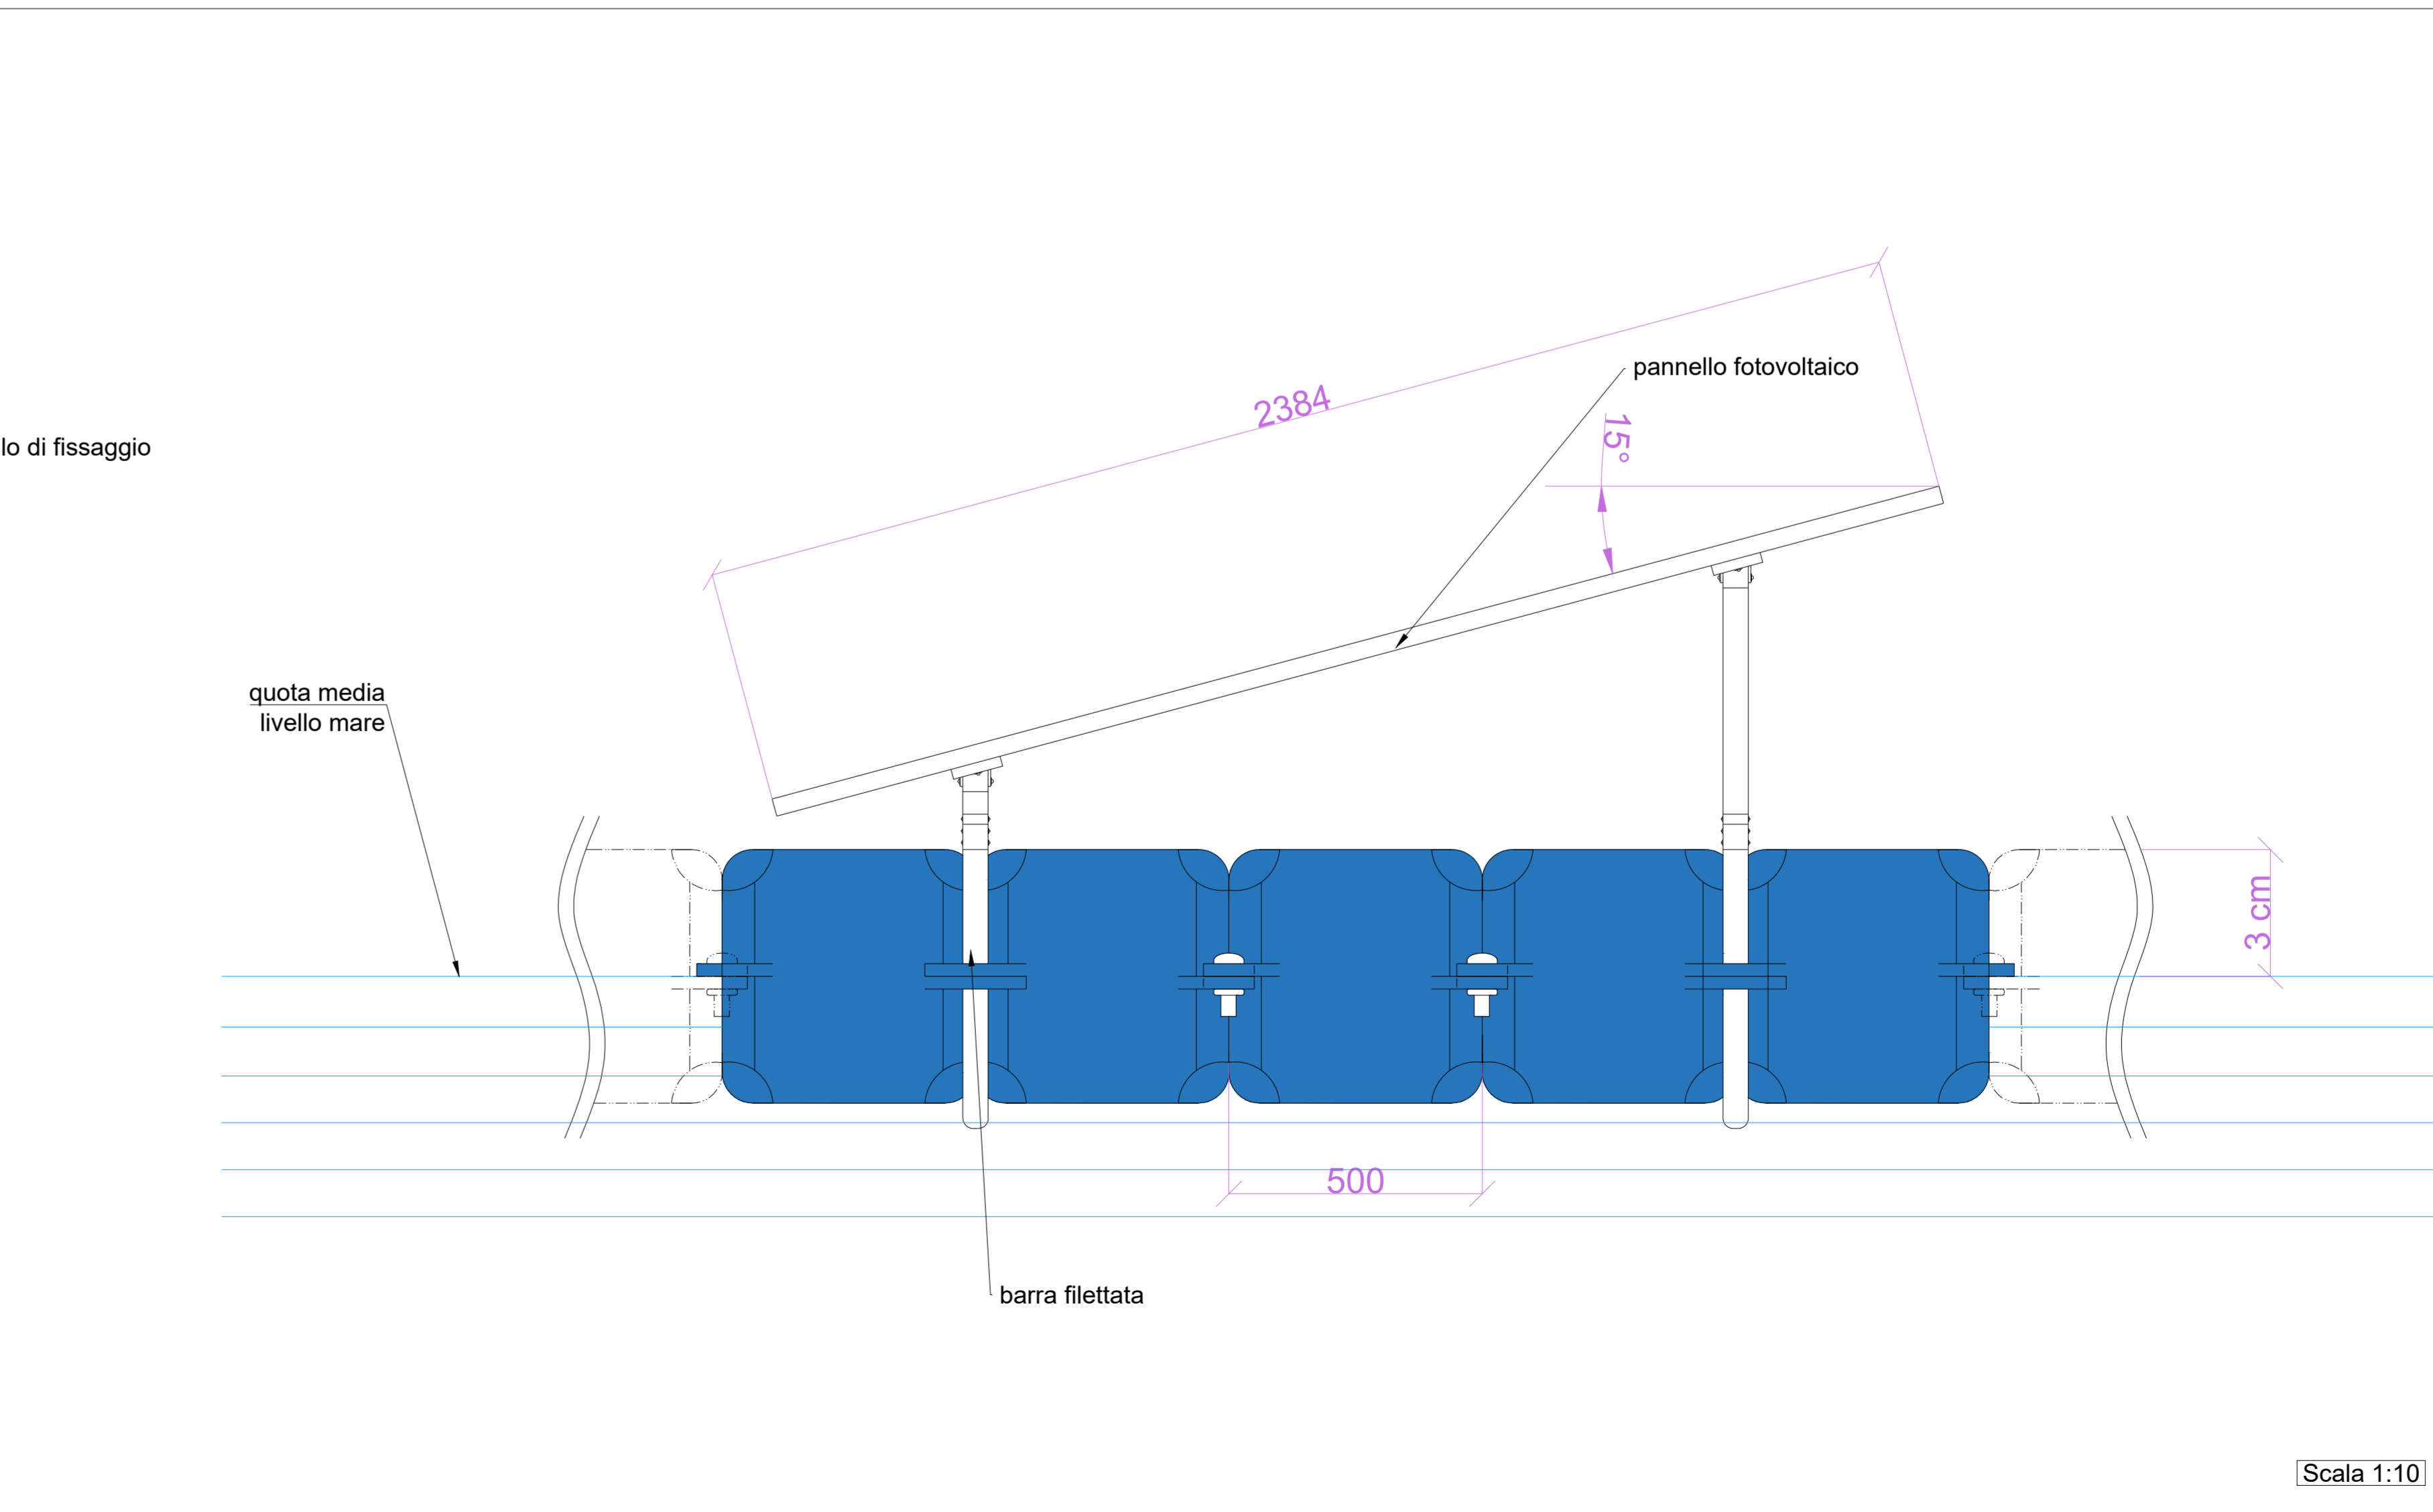 2384
pannello fotovoltaico
15°
lo di fissaggio
quota media
livello mare
3 cm
500
barra filettata
Scala 1:10